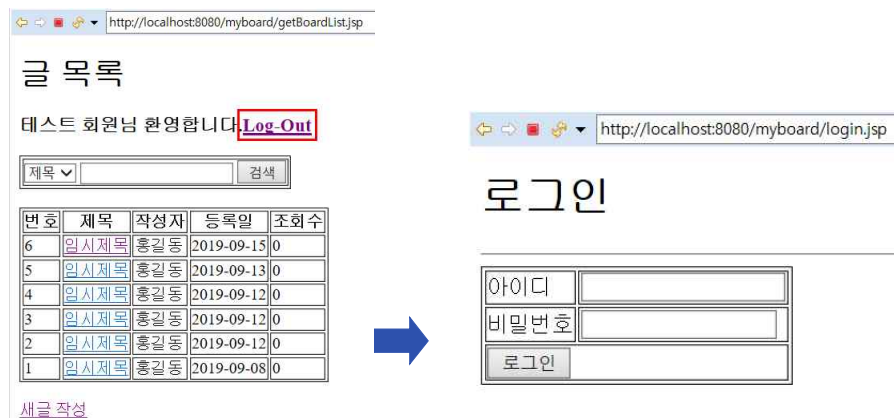 http://localhost:8080/myboard/getBoardList.jsp
글 목록
테스트 회원님 환영합니다.Log-Out
제목 검색
번호 제목 작성자 등록일 조회수
6 임시제목 홍길동 2019-09-15 0
5 임시제목 홍길동 2019-09-13 0
4 임시제목 홍길동 2019-09-12 0
3 임시제목 홍길동 2019-09-12 0
2 임시제목 홍길동 2019-09-12 0
1 임시제목 홍길동 2019-09-08 0
새글 작성
http://localhost:8080/myboard/login.jsp
로그인
아이디
비밀번호
로그인